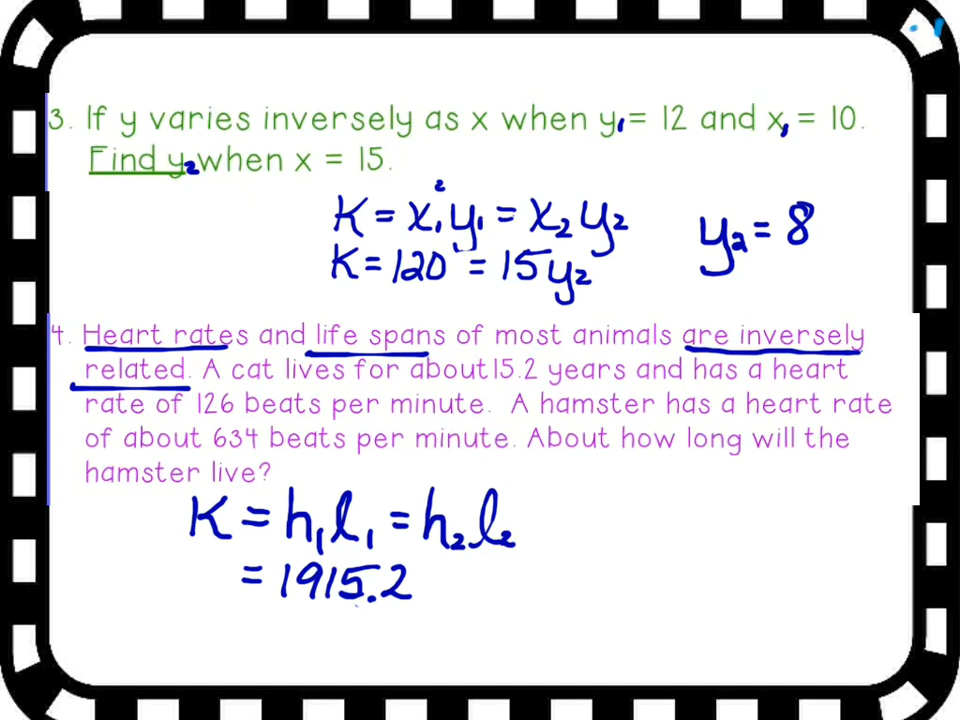 3. If y varies inversely as x when y₁ = 12 and x₁ = 10.
Find y₂ when x = 15.
2
K = x₁y₁ = x₂y₂
K = 120 = 15y₂
y₂ = 8
4. Heart rates and life spans of most animals are inversely
related. A cat lives for about 15.2 years and has a heart
rate of 126 beats per minute. A hamster has a heart rate
of about 634 beats per minute. About how long will the
hamster live?
K = h₁l₁ = h₂l₂
= 1915.2